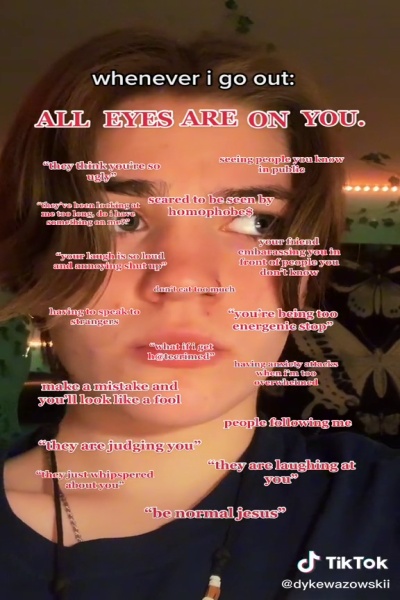 whenever i go out:
ALL EYES ARE ON YOU.
"they think you're so
ugly"
seeing people you know
in public
"they've been looking at
me too long, do i have
something on me?"
scared to be seen by
homophobe$
"your laugh is so loud
and annoying shut up"
your friend
embarassing you in
front of people you
don't know
don't eat too much
having to speak to
strangers
"you're being too
energetic stop"
"what if i get
h@tecrimed"
having anxiety attacks
when i'm too
overwhelmed
make a mistake and
you'll look like a fool
people following me
"they are judging you"
"they are laughing at
you"
"they just whipspered
about you"
"be normal jesus"
TikTok
@dykewazowskii